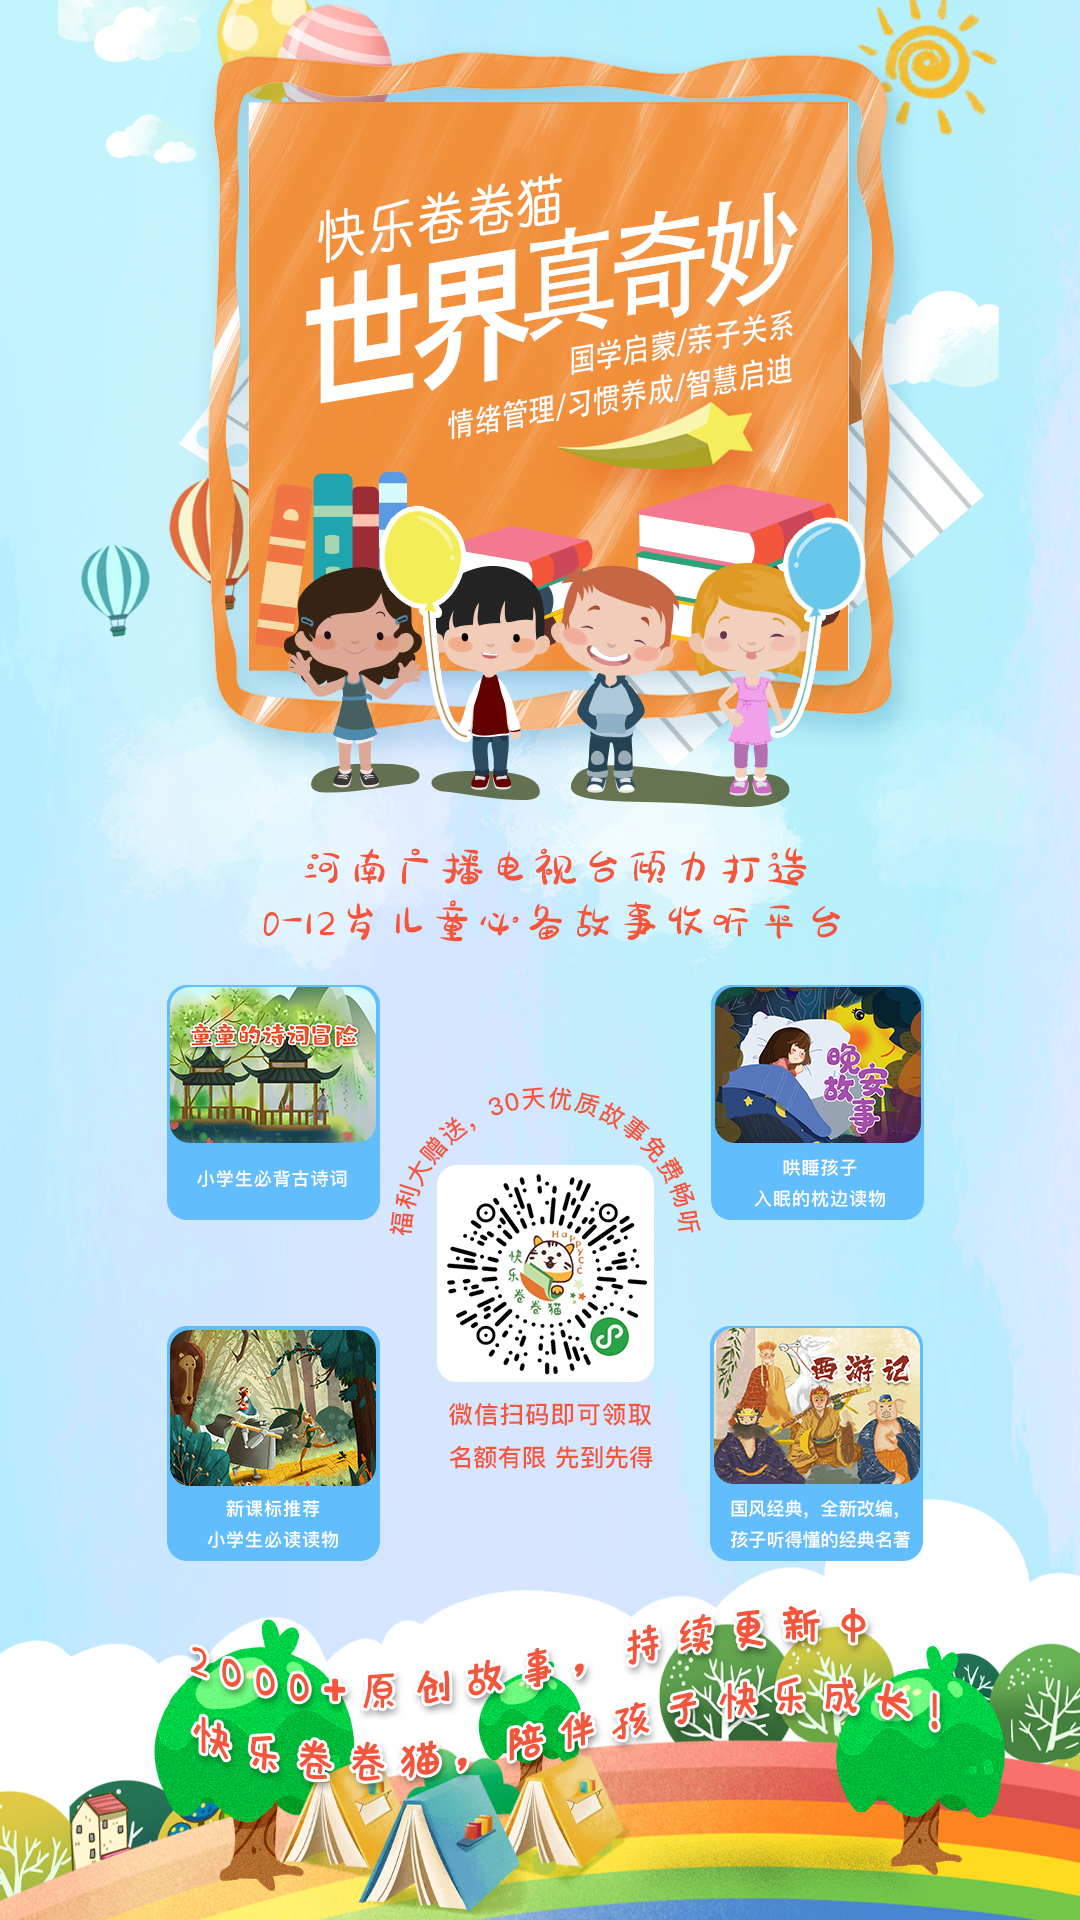 快乐卷卷猫
世界真奇妙
国学启蒙/亲子关系
情绪管理/习惯养成/智慧启迪
河南广播电视台倾力打造
0-12岁儿童必备故事收听平台
童童的诗词冒险
小学生必背古诗词
晚安故事
哄睡孩子
入眠的枕边读物
福利大赠送，30天优质故事免费畅听
HappyCC
快乐卷卷猫
微信扫码即可领取
名额有限 先到先得
新课标推荐
小学生必读读物
西游记
国风经典，全新改编，
孩子听得懂的经典名著
2000+原创故事，持续更新中
快乐卷卷猫，陪伴孩子快乐成长！